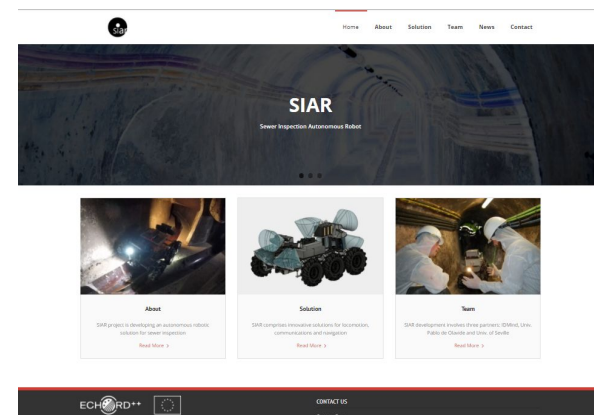 siar
Home About Solution Team News Contact
SIAR
Sewer Inspection Autonomous Robot
About
SIAR project is developing an autonomous robots
solution for sewer inspection
Read More >
Solution
SIAR comprises innovative solutions for locomotion,
communications and navigation
Read More >
Team
SIAR development involves three partners: IDMind, Univ.
Pablo de Olavide and Univ. of Seville
Read More >
ECHORD++
CONTACT US